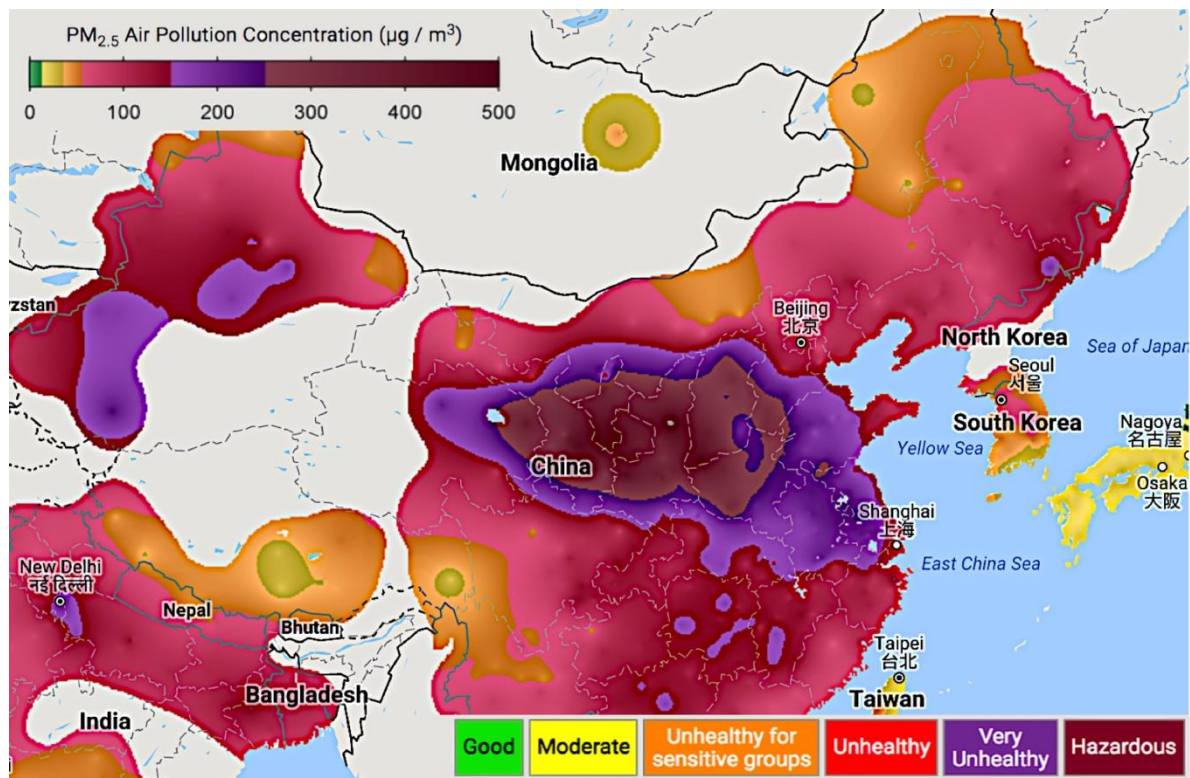 PM2.5 Air Pollution Concentration (µg / m³)
0 100 200 300 400 500
Mongolia
rzstan
Beijing
北京
North Korea
Sea of Japan
Seoul
서울
South Korea
Nagoya
名古屋
Yellow Sea
China
Osaka
大阪
Shanghai
上海
East China Sea
New Delhi
नई दिल्ली
Nepal
Bhutan
Taipei
台北
Bangladesh
Taiwan
India
Good
Moderate
Unhealthy for
sensitive groups
Unhealthy
Very
Unhealthy
Hazardous